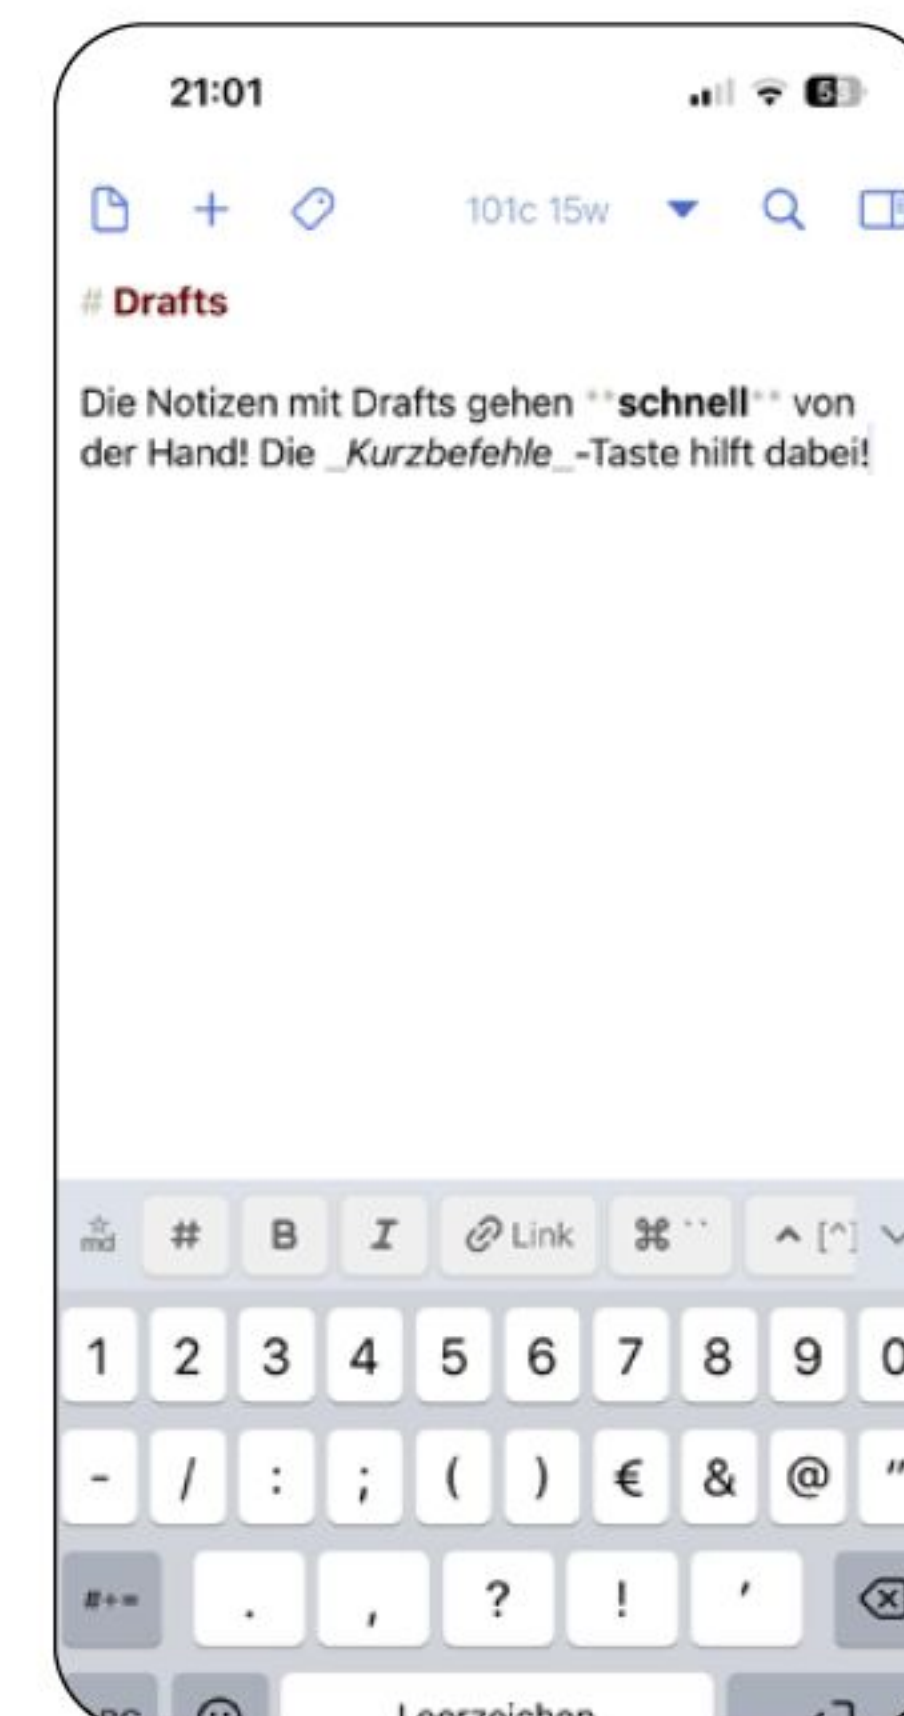 21:01
101c 15w
# Drafts
Die Notizen mit Drafts gehen **schnell** von
der Hand! Die _Kurzbefehle_-Taste hilft dabei!
md # B I Link ⌘ `` ^ [^]
1 2 3 4 5 6 7 8 9 0
- / : ; ( ) € & @ "
#+= . , ? ! '
Leerzeichen